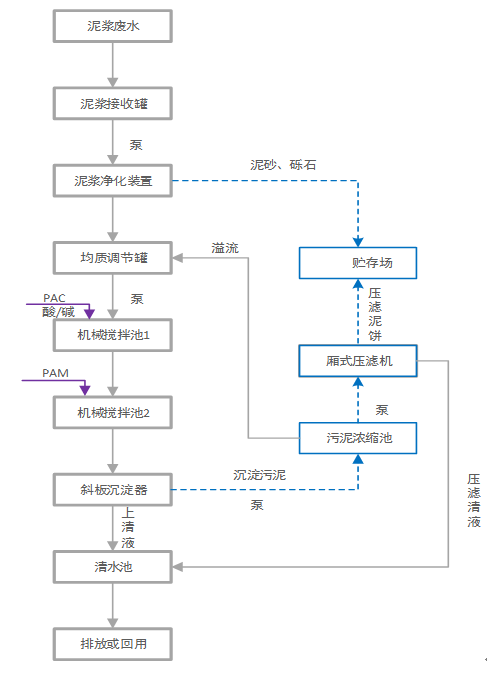 泥浆废水
泥浆接收罐
泵
泥浆净化装置
泥砂、砾石
均质调节罐
溢流
贮存场
泵
PAC
酸/碱
机械搅拌池1
压滤泥饼
厢式压滤机
PAM
机械搅拌池2
泵
污泥浓缩池
斜板沉淀器
沉淀污泥
泵
上清液
压滤清液
清水池
排放或回用